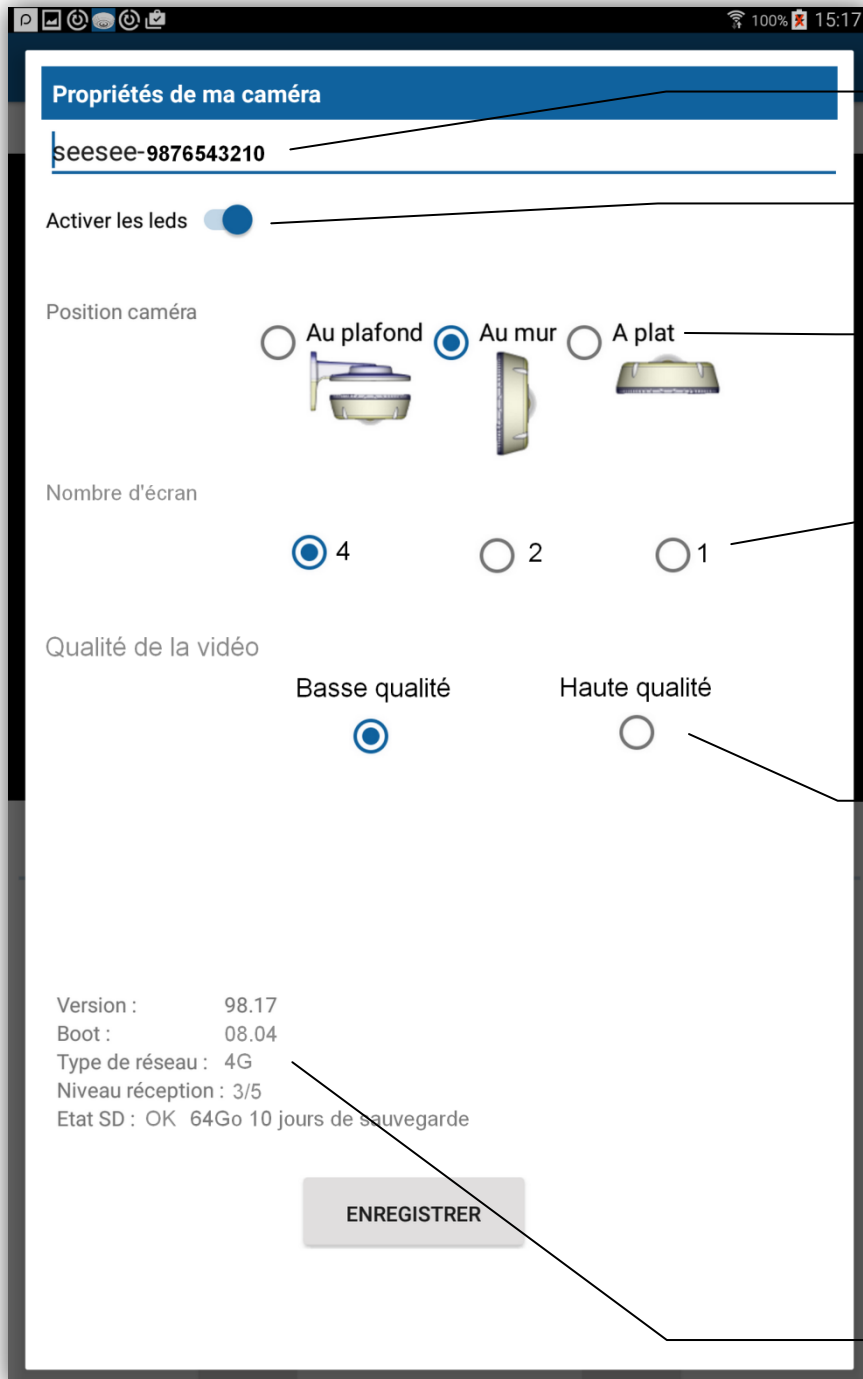 100% 15:17
Propriétés de ma caméra
seesee-9876543210
Activer les leds
Position caméra
Au plafond Au mur A plat
Nombre d'écran
4 2 1
Qualité de la vidéo
Basse qualité Haute qualité
Version : 98.17
Boot : 08.04
Type de réseau : 4G
Niveau réception : 3/5
Etat SD : OK 64Go 10 jours de sauvegarde
ENREGISTRER